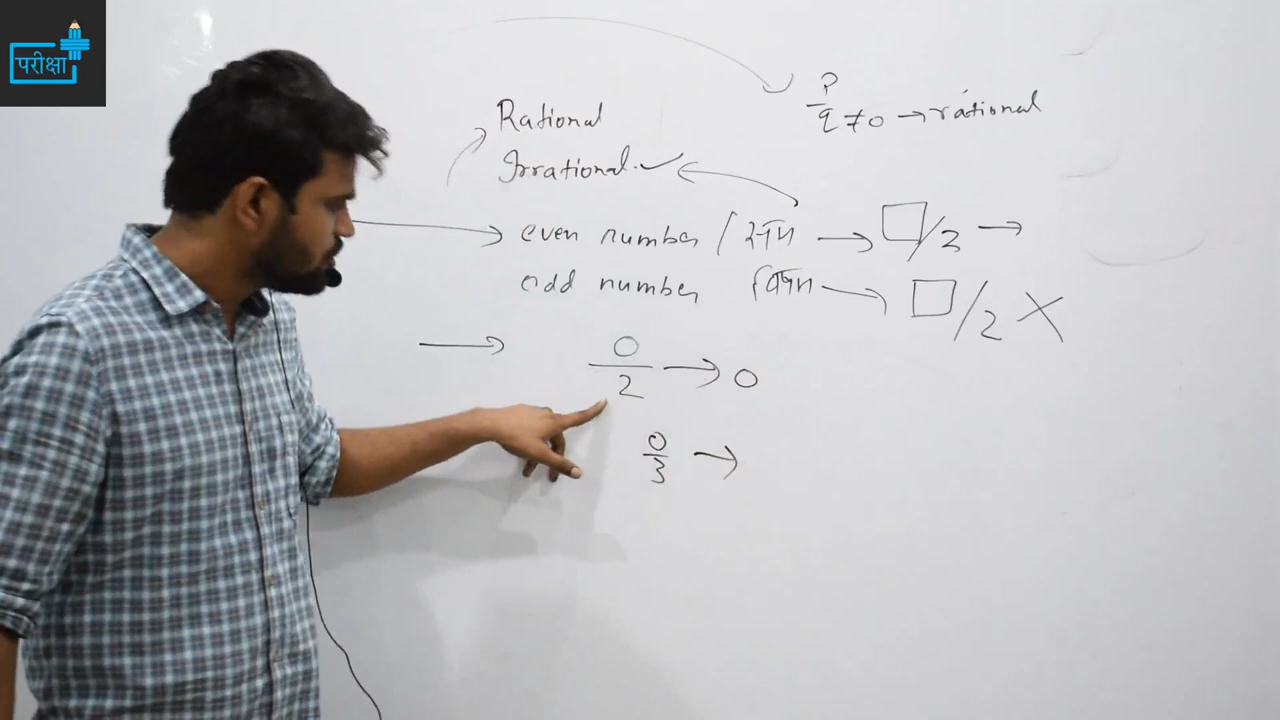 परीक्षा
p/q ≠0 → rational
Rational
Irrational. ✓
even number / सम → □/2 →
odd number विषम → □/2 X
→ 0/2 → 0
0/3 →